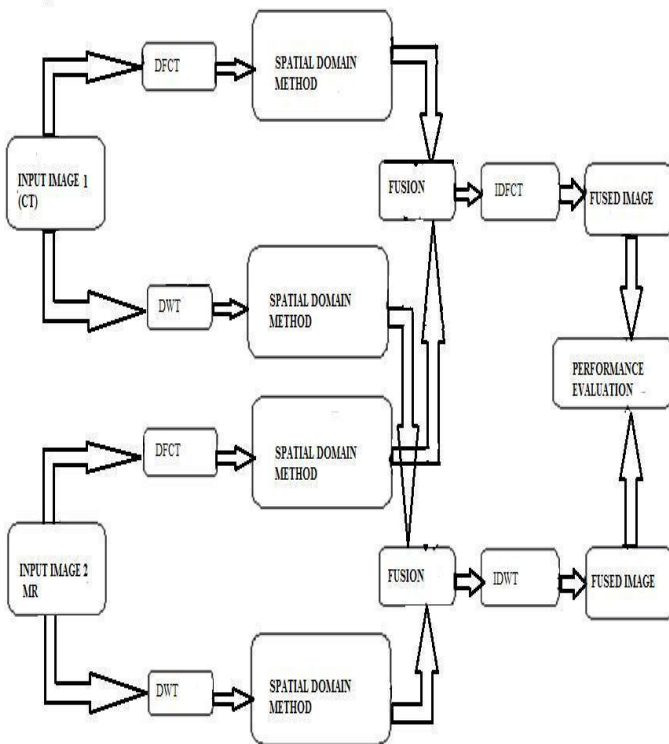 DFCT
SPATIAL DOMAIN
METHOD
INPUT IMAGE 1
(CT)
FUSION
IDFCT
FUSED IMAGE
DWT
SPATIAL DOMAIN
METHOD
PERFORMANCE
EVALUATION
DFCT
SPATIAL DOMAIN
METHOD
INPUT IMAGE 2
MR
FUSION
IDWT
FUSED IMAGE
DWT
SPATIAL DOMAIN
METHOD